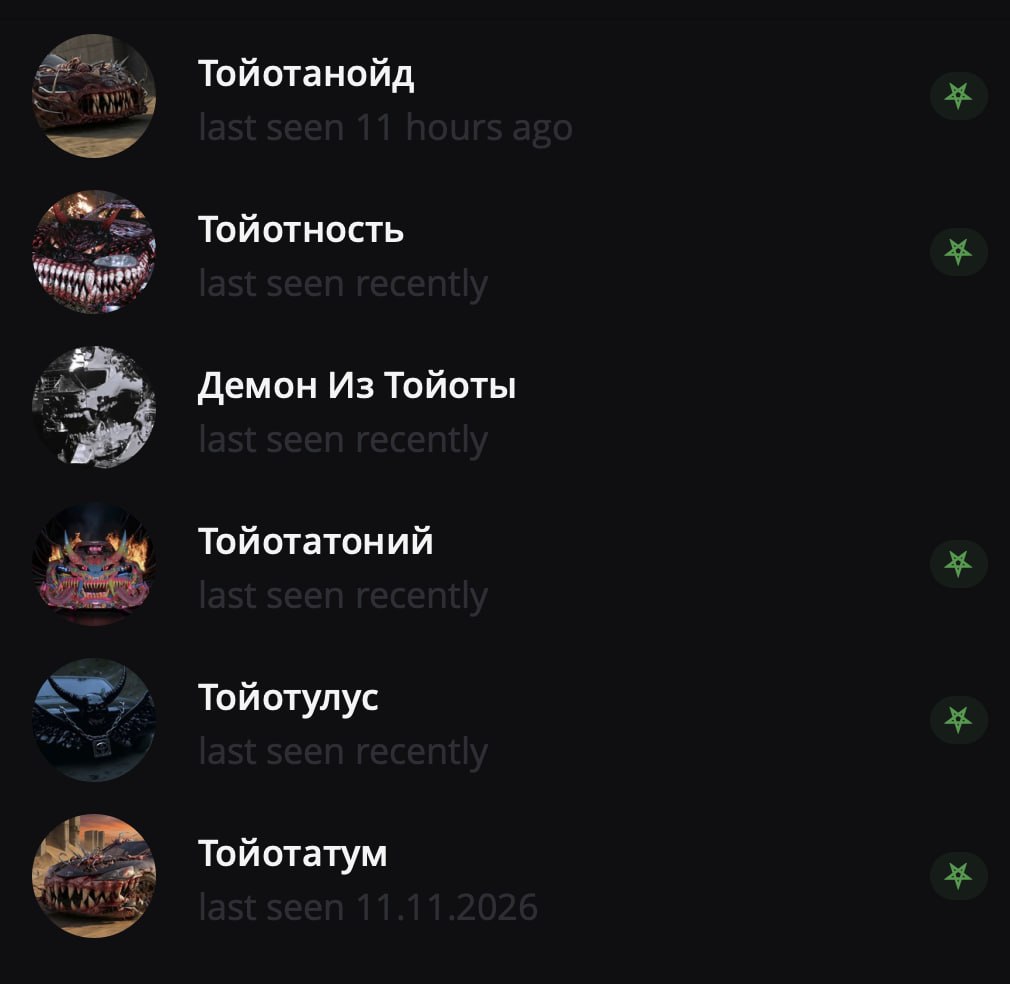 Тойотанойд
last seen 11 hours ago
Тойотность
last seen recently
Демон Из Тойоты
last seen recently
Тойотатоний
last seen recently
Тойотулус
last seen recently
Тойотатум
last seen 11.11.2026